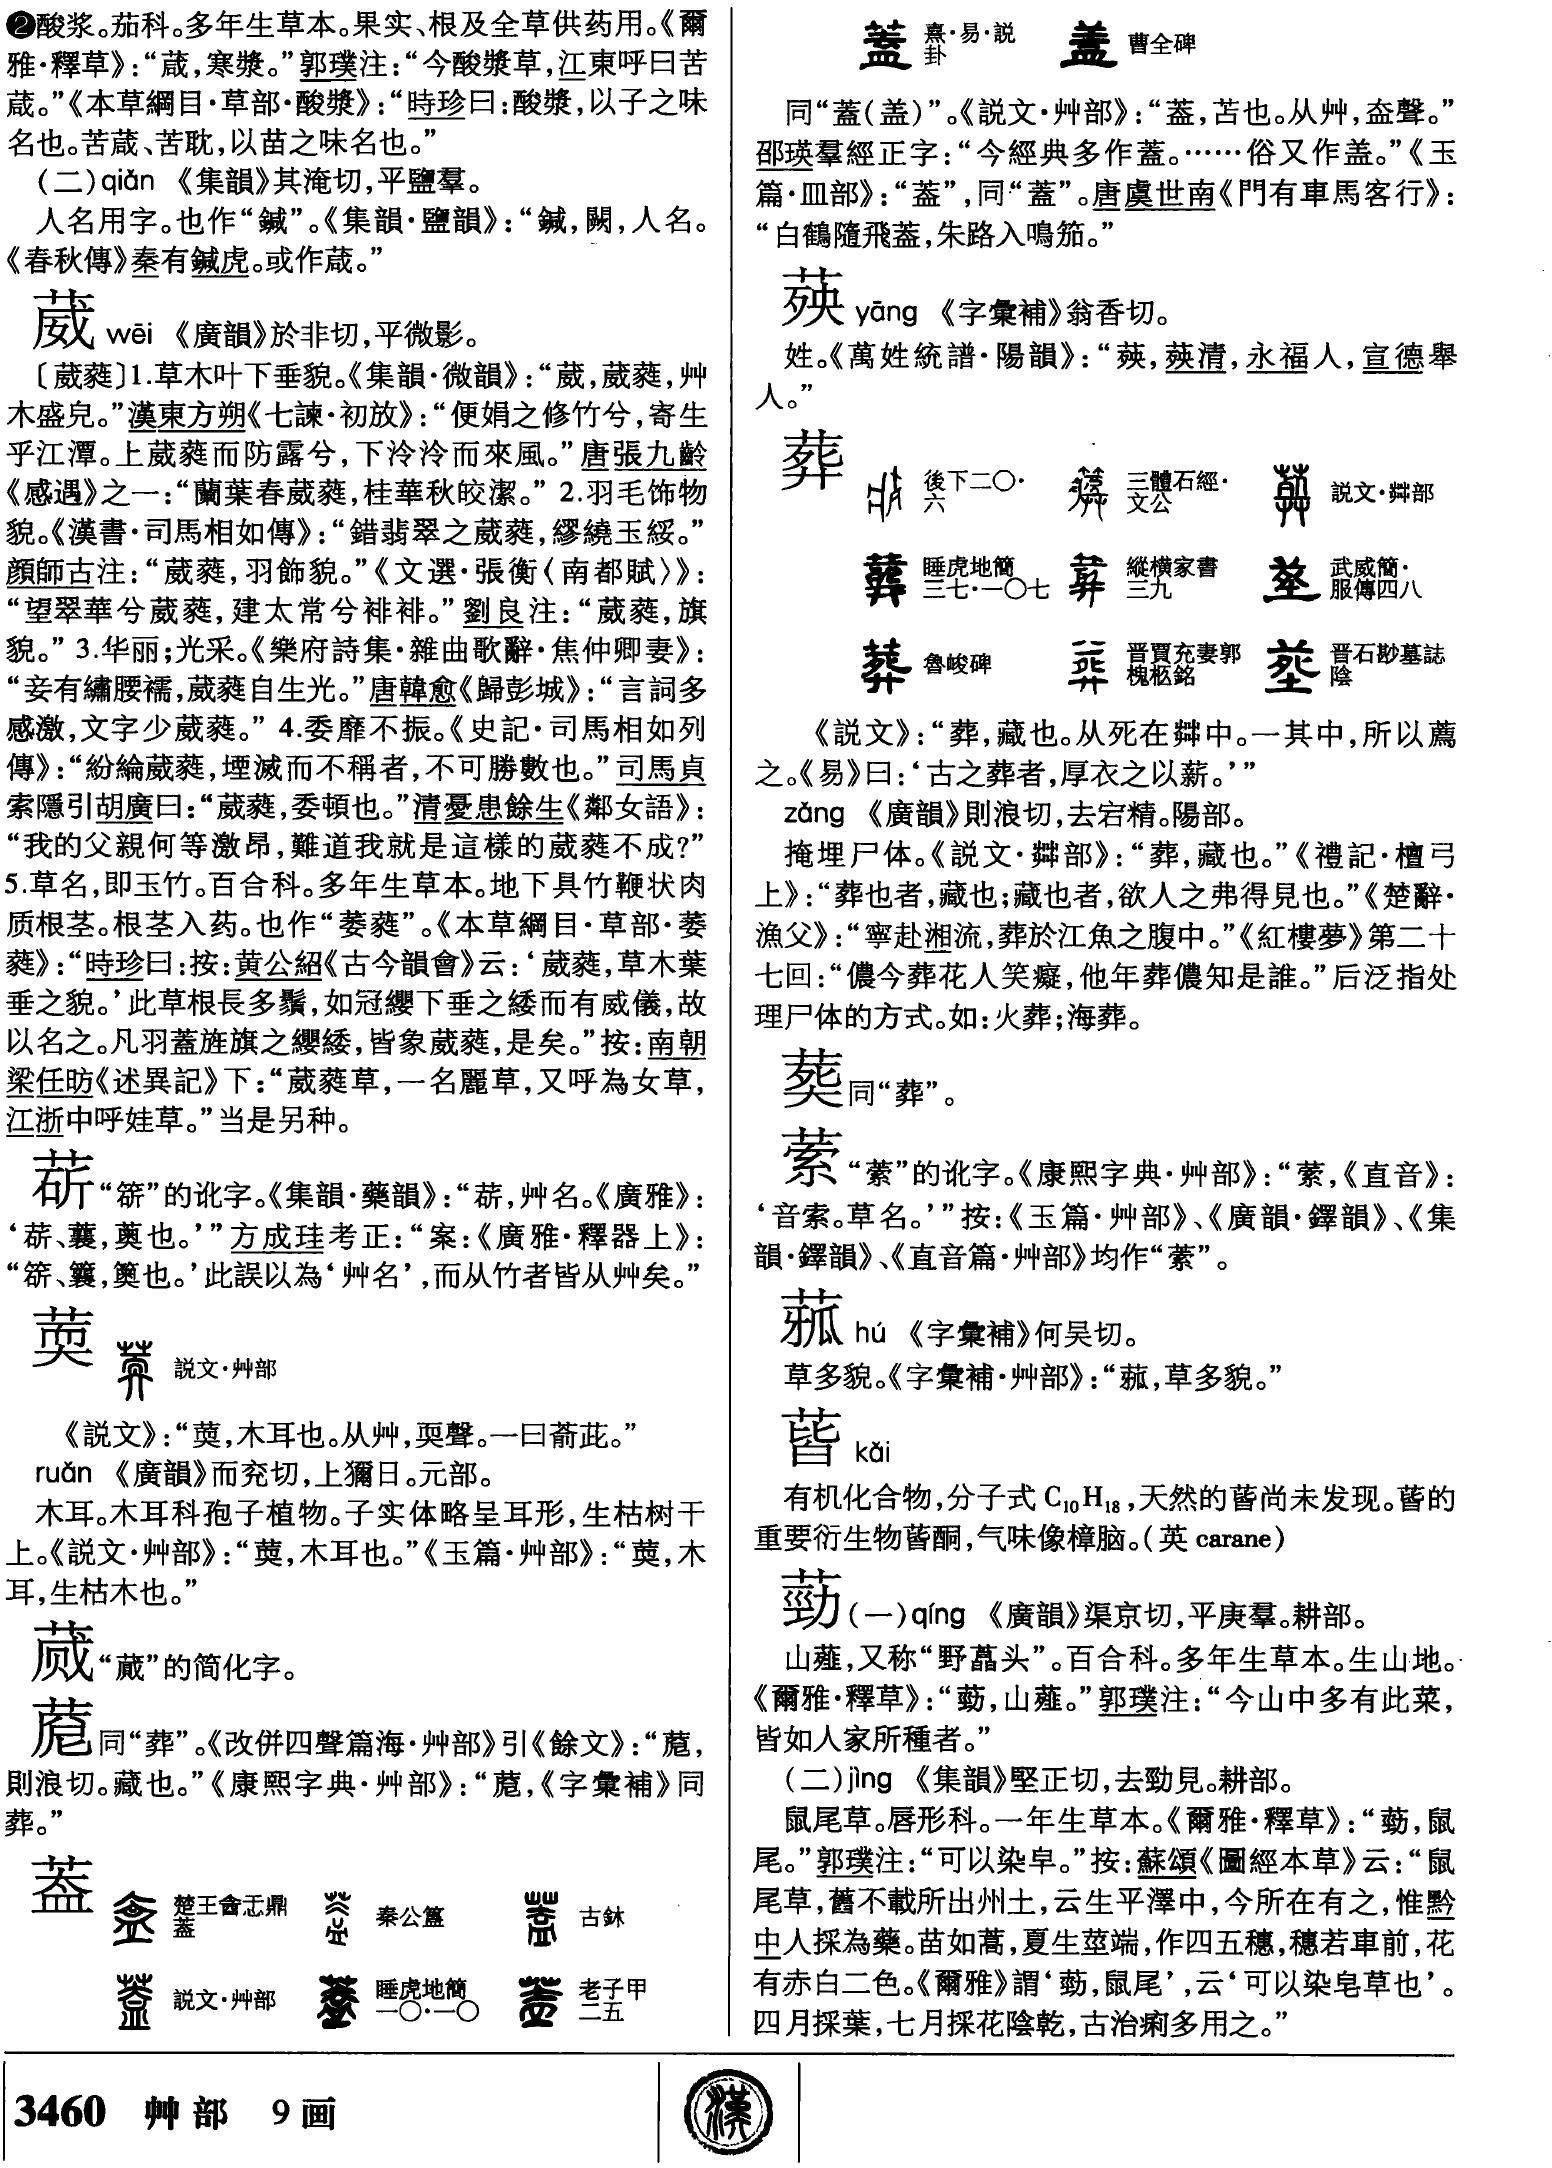 ❷酸浆。茄科。多年生草本。果实、根及全草供药用。《爾
雅·釋草》：“葴，寒漿。”郭璞注：“今酸漿草，江東呼曰苦
葴。”《本草綱目·草部·酸漿》：“時珍曰：酸漿，以子之味
名也。苦葴、苦耽，以苗之味名也。”
（二）qián 《集韻》其淹切，平鹽羣。
人名用字。也作“鍼”。《集韻·鹽韻》：“鍼，闕，人名。
《春秋傳》秦有鍼虎。或作葴。”
葳 wēi 《廣韻》於非切，平微影。
〔葳蕤〕1.草木叶下垂貌。《集韻·微韻》：“葳，葳蕤，艸
木盛皃。”漢東方朔《七諫·初放》：“便娟之修竹兮，寄生
乎江潭。上葳蕤而防露兮，下泠泠而來風。”唐張九齡
《感遇》之一：“蘭葉春葳蕤，桂華秋皎潔。” 2.羽毛饰物
貌。《漢書·司馬相如傳》：“錯翡翠之葳蕤，繆繞玉綏。”
顔師古注：“葳蕤，羽飾貌。”《文選·張衡〈南都賦〉》：
“望翠華兮葳蕤，建太常兮裶裶。”劉良注：“葳蕤，旗
貌。” 3.华丽；光采。《樂府詩集·雜曲歌辭·焦仲卿妻》：
“妾有繡腰襦，葳蕤自生光。”唐韓愈《歸彭城》：“言詞多
感激，文字少葳蕤。” 4.委靡不振。《史記·司馬相如列
傳》：“紛綸葳蕤，堙滅而不稱者，不可勝數也。”司馬貞
索隱引胡廣曰：“葳蕤，委頓也。”清憂患餘生《鄰女語》：
“我的父親何等激昂，難道我就是這樣的葳蕤不成？”
5.草名，即玉竹。百合科。多年生草本。地下具竹鞭状肉
质根茎。根茎入药。也作“萎蕤”。《本草綱目·草部·萎
蕤》：“時珍曰：按：黄公紹《古今韻會》云：‘葳蕤，草木葉
垂之貌。’此草根長多鬚，如冠纓下垂之緌而有威儀，故
以名之。凡羽蓋旌旗之纓緌，皆象葳蕤，是矣。”按：南朝
梁任昉《述異記》下：“葳蕤草，一名麗草，又呼為女草，
江浙中呼娃草。”当是另种。
“䉭”的讹字。《集韻·藥韻》：“，艸名。《廣雅》：
‘、蘘，薁也。’”方成珪考正：“案：《廣雅·釋器上》：
“䉭、䉴，籅也。’此誤以為‘艸名’，而从竹者皆从艸矣。”
萸 説文·艸部
《説文》：“萸，木耳也。从艸，耎聲。一曰萮茈。”
ruǎn 《廣韻》而兖切，上獮日。元部。
木耳。木耳科孢子植物。子实体略呈耳形，生枯树干
上。《説文·艸部》：“，木耳也。”《玉篇·艸部》：“，木
耳，生枯木也。”
蒇“蕆”的简化字。
同“葬”。《改併四聲篇海·艸部》引《餘文》：“，
則浪切。藏也。”《康熙字典·艸部》：“，《字彙補》同
葬。”
葢 楚王酓忎鼎蓋 秦公簋 古鉥
説文·艸部 睡虎地簡一〇·一〇 老子甲二五
熹·易·説卦 曹全碑
同“蓋（盖）”。《説文·艸部》：“葢，苫也。从艸，盇聲。”
邵瑛羣經正字：“今經典多作蓋。……俗又作盖。”《玉
篇·皿部》：“葢”，同“蓋”。唐虞世南《門有車馬客行》：
“白鶴隨飛葢，朱路入鳴笳。”
yāng 《字彙補》翁香切。
姓。《萬姓統譜·陽韻》：“，清，永福人，宣德舉
人。”
葬 後下二〇·六 三體石經·文公 説文·茻部
睡虎地簡三七·一〇七 縱横家書三九 武威簡·服傳四八
魯峻碑 晋賈充妻郭槐柩銘 晋石尠墓誌陰
《説文》：“葬，藏也。从死在茻中。一其中，所以薦
之。《易》曰：‘古之葬者，厚衣之以薪。’”
zàng 《廣韻》則浪切，去宕精。陽部。
掩埋尸体。《説文·茻部》：“葬，藏也。”《禮記·檀弓
上》：“葬也者，藏也；藏也者，欲人之弗得見也。”《楚辭·
漁父》：“寧赴湘流，葬於江魚之腹中。”《紅樓夢》第二十
七回：“儂今葬花人笑癡，他年葬儂知是誰。”后泛指处
理尸体的方式。如：火葬；海葬。
同“葬”。
“”的讹字。《康熙字典·艸部》：“，《直音》：
‘音索。草名。’”按：《玉篇·艸部》、《廣韻·鐸韻》、《集
韻·鐸韻》、《直音篇·艸部》均作“”。
hú 《字彙補》何吴切。
草多貌。《字彙補·艸部》：“，草多貌。”
蒈 kǎi
有机化合物，分子式 C₁₀H₁₈，天然的蒈尚未发现。蒈的
重要衍生物蒈酮，气味像樟脑。（英 carane）
葝（一）qíng 《廣韻》渠京切，平庚羣。耕部。
山薤，又称“野藠头”。百合科。多年生草本。生山地。
《爾雅·釋草》：“葝，山薤。”郭璞注：“今山中多有此菜，
皆如人家所種者。”
（二）jìng 《集韻》堅正切，去勁見。耕部。
鼠尾草。唇形科。一年生草本。《爾雅·釋草》：“葝，鼠
尾。”郭璞注：“可以染皁。”按：蘇頌《圖經本草》云：“鼠
尾草，舊不載所出州土，云生平澤中，今所在有之，惟黔
中人採為藥。苗如蒿，夏生莖端，作四五穗，穗若車前，花
有赤白二色。《爾雅》謂‘葝，鼠尾’，云‘可以染皂草也’。
四月採葉，七月採花陰乾，古治痢多用之。”
3460 艸部 9画
漢